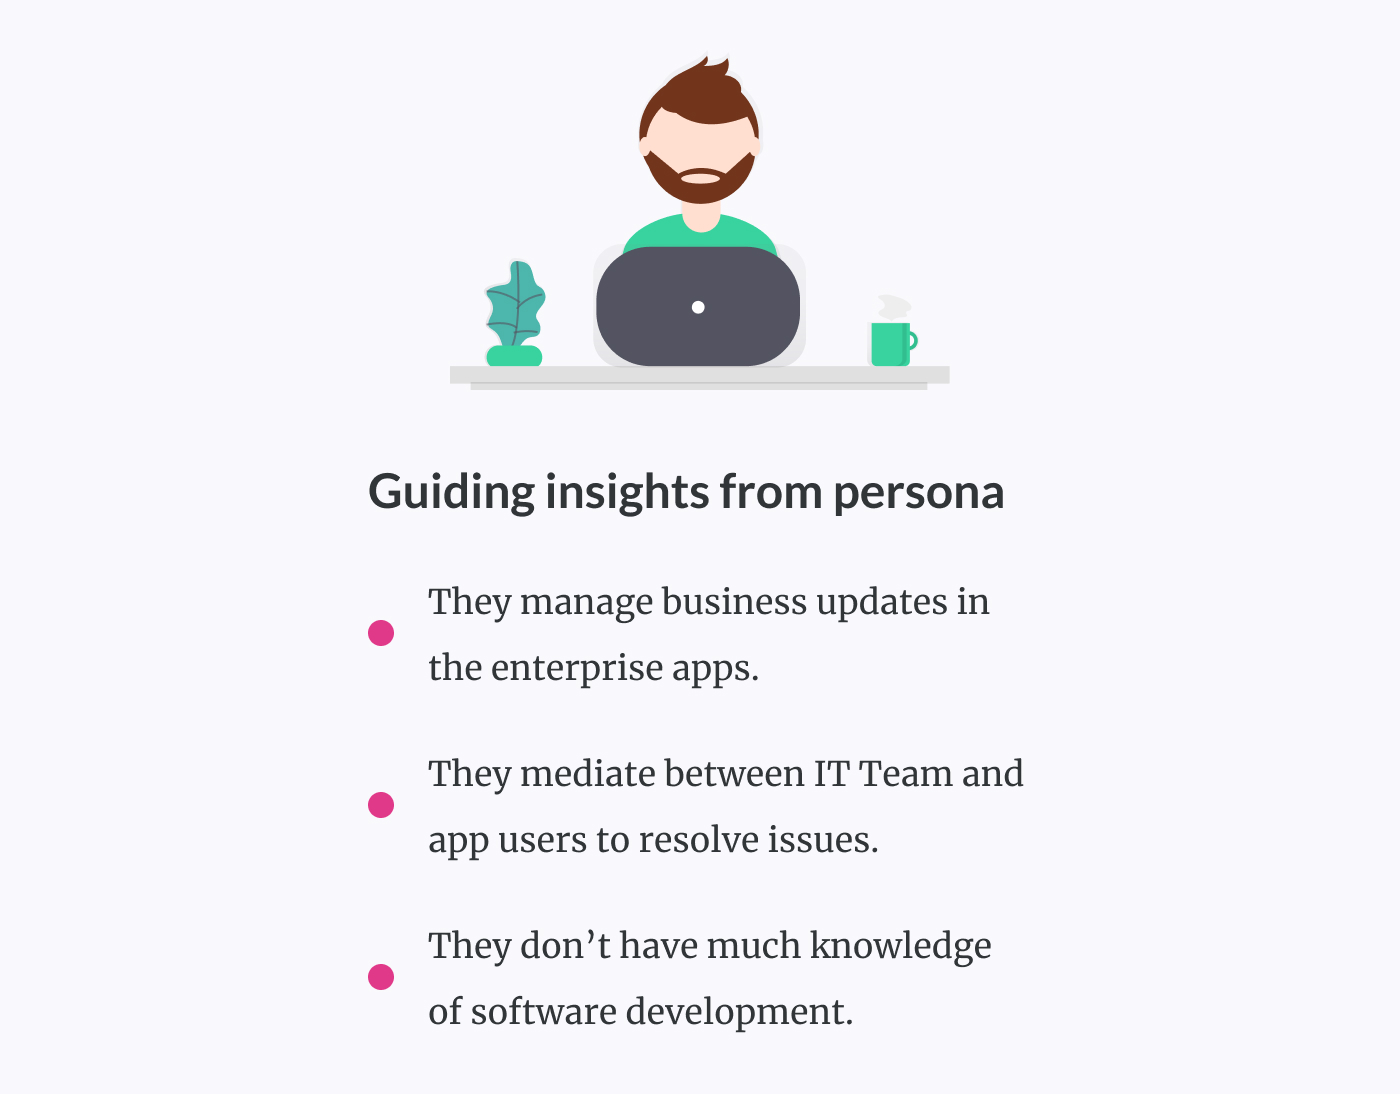 Guiding insights from persona
They manage business updates in
the enterprise apps.
They mediate between IT Team and
app users to resolve issues.
They don’t have much knowledge
of software development.